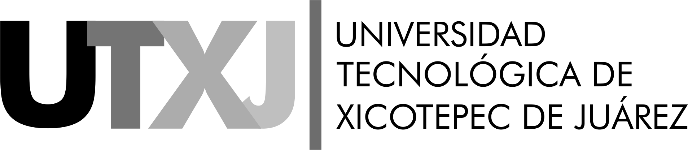 UTXJ
UNIVERSIDAD
TECNOLÓGICA DE
XICOTEPEC DE JUÁREZ